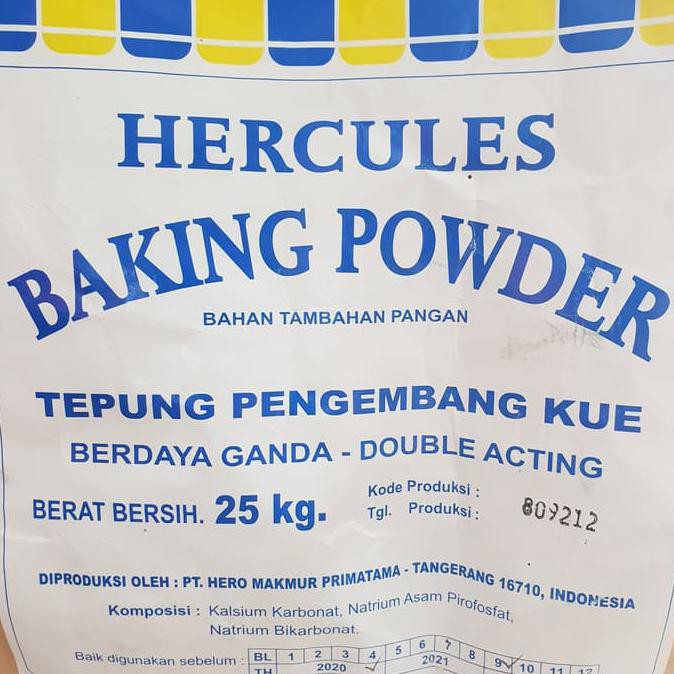 HERCULES
BAKING POWDER
BAHAN TAMBAHAN PANGAN
TEPUNG PENGEMBANG KUE
BERDAYA GANDA - DOUBLE ACTING
BERAT BERSIH. 25 kg.
Kode Produksi :
Tgl. Produksi :
809212
DIPRODUKSI OLEH : PT. HERO MAKMUR PRIMATAMA - TANGERANG 16710, INDONESIA
Komposisi : Kalsium Karbonat, Natrium Asam Pirofosfat,
Natrium Bikarbonat.
Baik digunakan sebelum : BL 1 2 3 4 5 6 7 8 9 10 11 12
TH 2020 2021